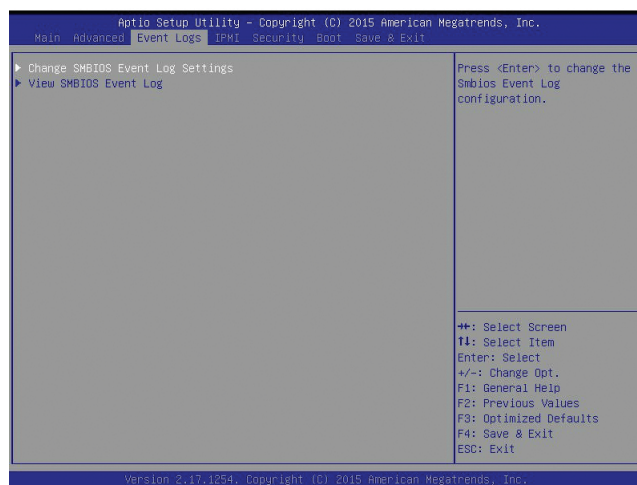 Aptio Setup Utility – Copyright (C) 2015 American Megatrends, Inc.
Main Advanced Event Logs IPMI Security Boot Save & Exit
Change SMBIOS Event Log Settings
View SMBIOS Event Log
Press <Enter> to change the
Smbios Event Log
configuration.
↔: Select Screen
↑↓: Select Item
Enter: Select
+/-: Change Opt.
F1: General Help
F2: Previous Values
F3: Optimized Defaults
F4: Save & Exit
ESC: Exit
Version 2.17.1254. Copyright (C) 2015 American Megatrends, Inc.